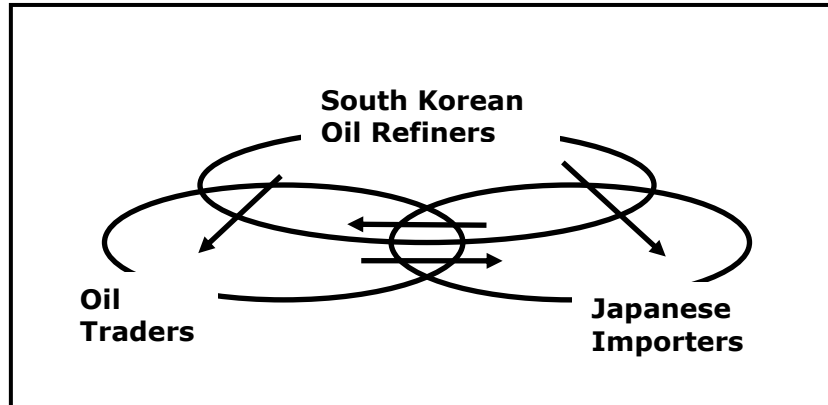 South Korean
Oil Refiners
Oil
Traders
Japanese
Importers